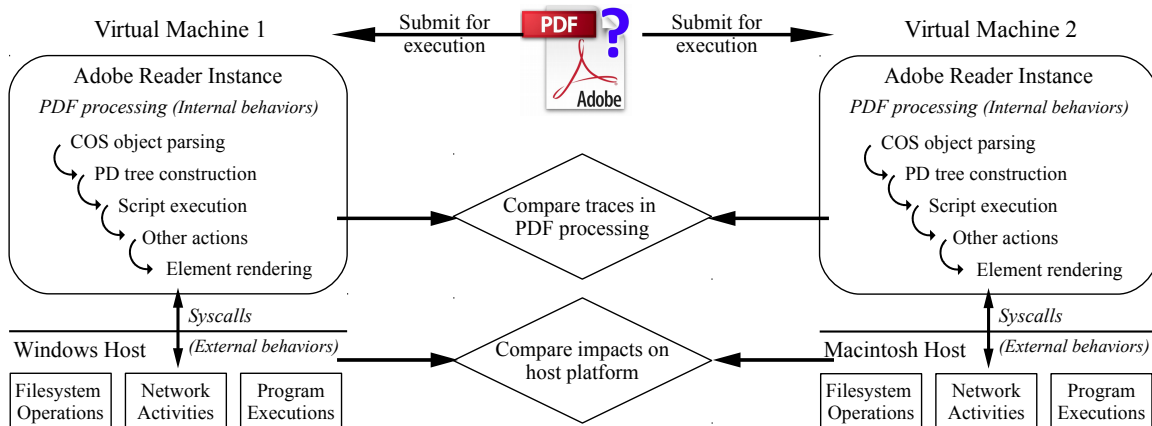 Virtual Machine 1
Submit for
execution
PDF
?
Adobe
Submit for
execution
Virtual Machine 2
Adobe Reader Instance
PDF processing (Internal behaviors)
COS object parsing
PD tree construction
Script execution
Other actions
Element rendering
Compare traces in
PDF processing
Adobe Reader Instance
PDF processing (Internal behaviors)
COS object parsing
PD tree construction
Script execution
Other actions
Element rendering
Syscalls
(External behaviors)
Windows Host
Filesystem
Operations
Network
Activities
Program
Executions
Compare impacts on
host platform
Syscalls
(External behaviors)
Macintosh Host
Filesystem
Operations
Network
Activities
Program
Executions